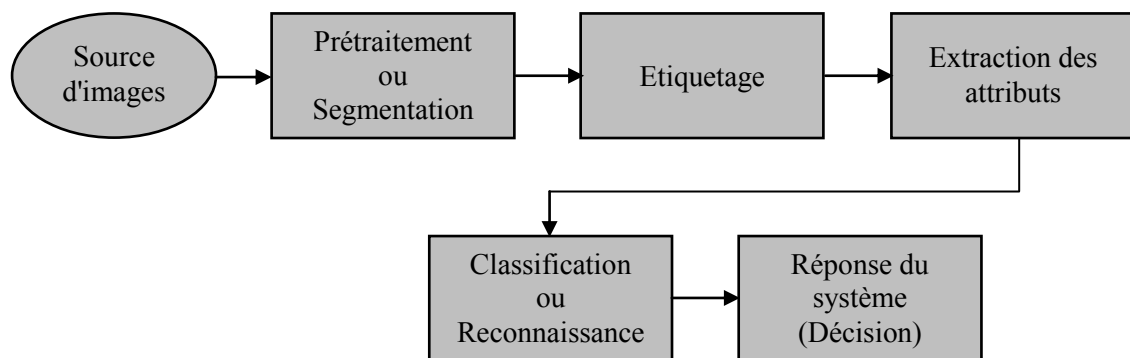 Source
d'images
Prétraitement
ou
Segmentation
Etiquetage
Extraction des
attributs
Classification
ou
Reconnaissance
Réponse du
système
(Décision)